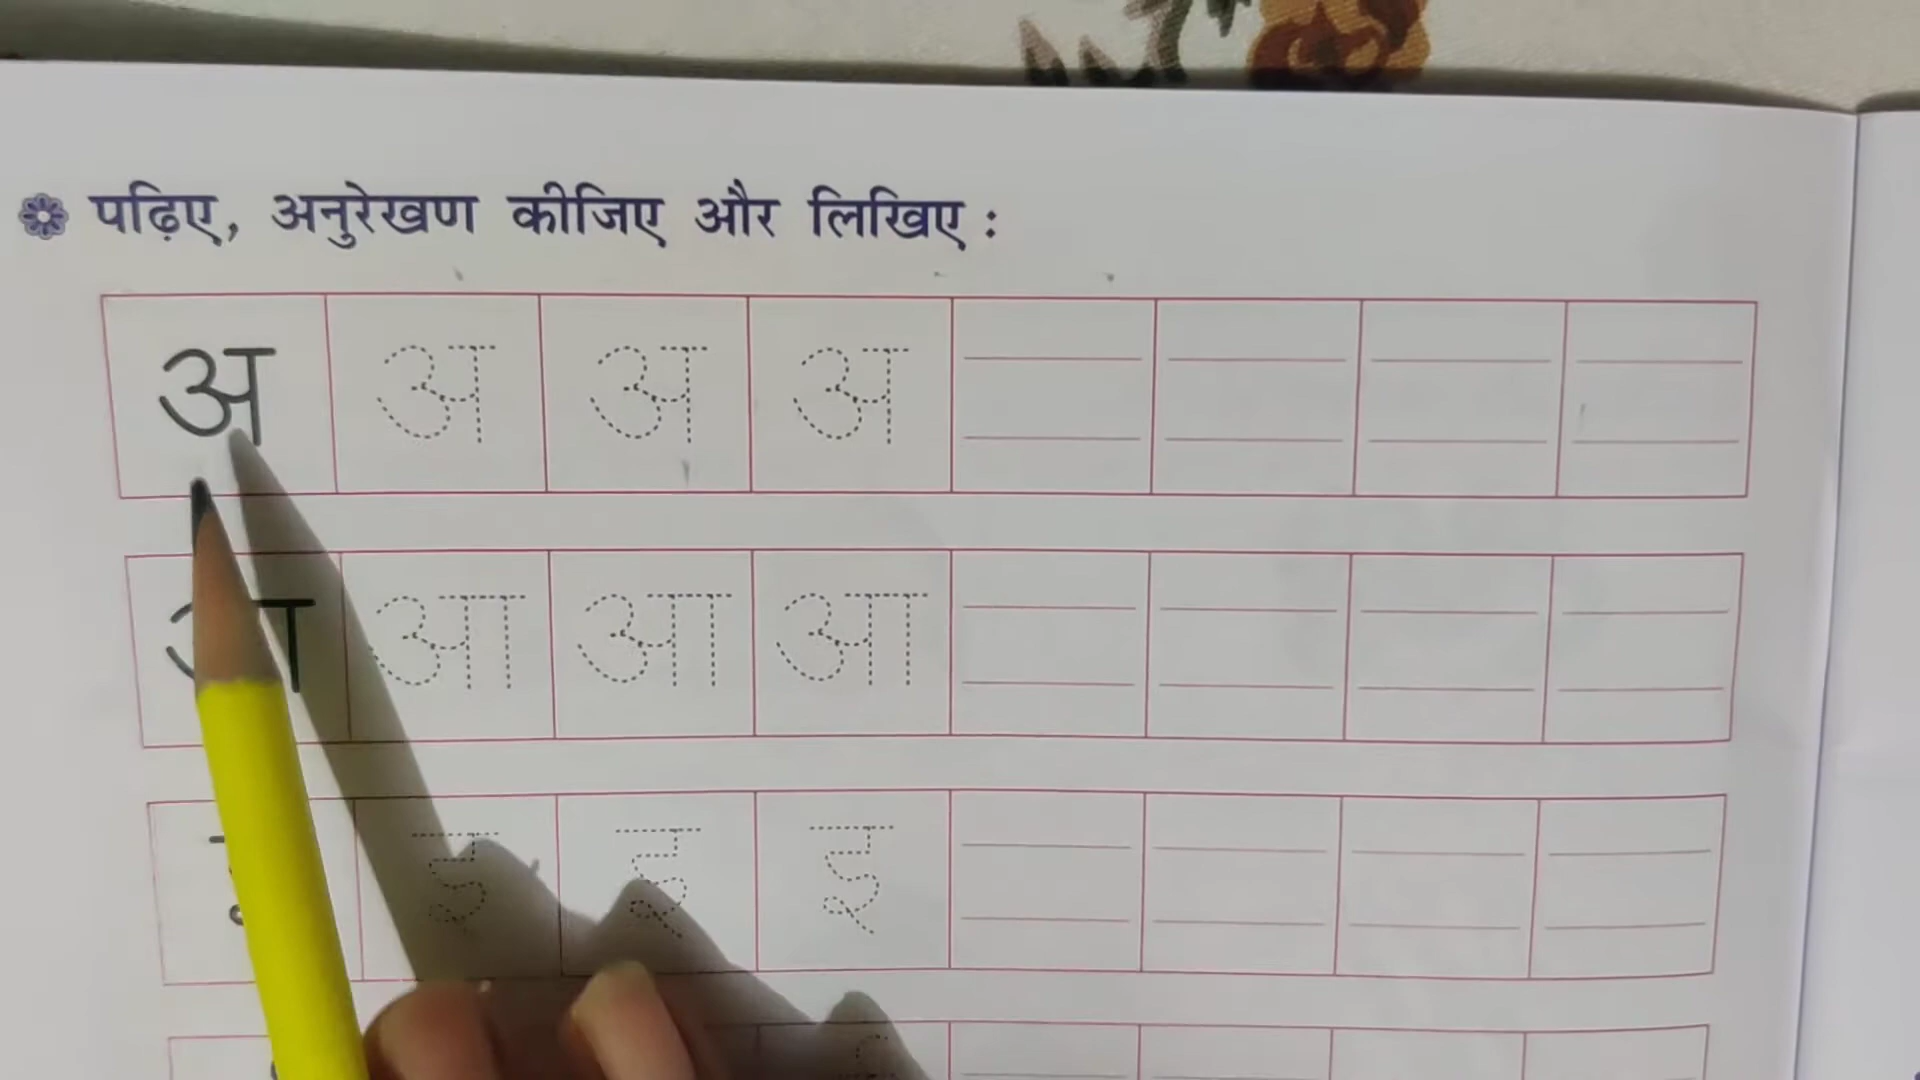 पढ़िए, अनुरेखण कीजिए और लिखिए :
अ अ अ अ
आ आ आ आ
इ इ इ